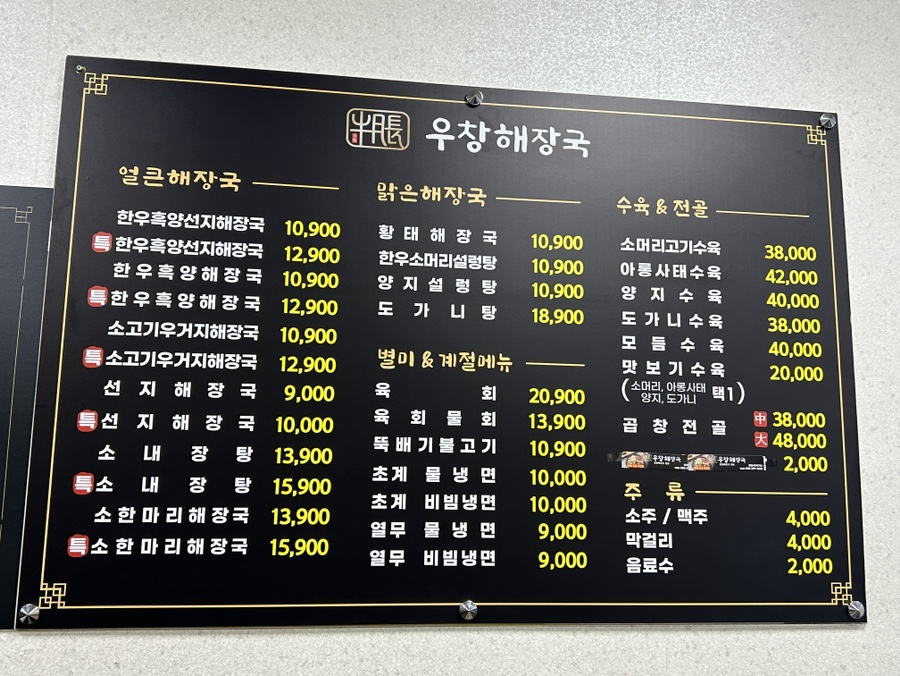 우창해장국
얼큰해장국
한우흑양선지해장국 10,900
특 한우흑양선지해장국 12,900
한우흑양해장국 10,900
특 한우흑양해장국 12,900
소고기우거지해장국 10,900
특 소고기우거지해장국 12,900
선지해장국 9,000
특 선지해장국 10,000
소내장탕 13,900
특 소내장탕 15,900
소한마리해장국 13,900
특 소한마리해장국 15,900
맑은해장국
황태해장국 10,900
한우소머리설렁탕 10,900
양지설렁탕 10,900
도가니탕 18,900
별미 & 계절메뉴
육회 20,900
육회물회 13,900
뚝배기불고기 10,900
초계 물냉면 10,000
초계 비빔냉면 10,000
열무 물냉면 9,000
열무 비빔냉면 9,000
수육 & 전골
소머리고기수육 38,000
아롱사태수육 42,000
양지수육 40,000
도가니수육 38,000
모듬수육 40,000
맛보기수육 20,000
(소머리, 아롱사태
양지, 도가니 택1)
곱창전골 中 38,000
大 48,000
우창해장국 우창해장국 2,000
주류
소주 / 맥주 4,000
막걸리 4,000
음료수 2,000